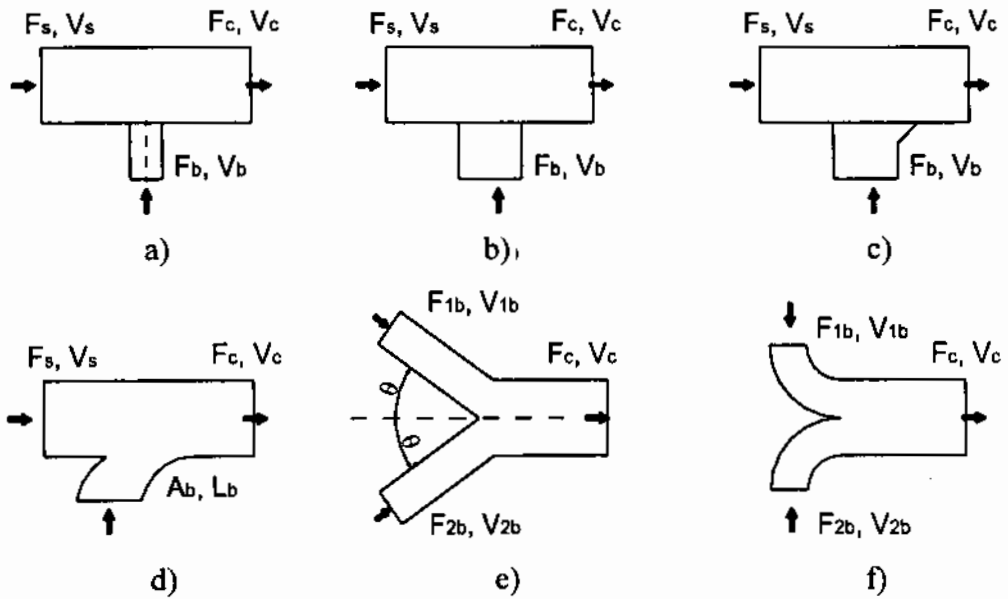 Fs, Vs Fc, Vc
Fb, Vb
a)
Fs, Vs Fc, Vc
Fb, Vb
b)
Fs, Vs Fc, Vc
Fb, Vb
c)
Fs, Vs Fc, Vc
Ab, Lb
d)
F1b, V1b
Fc, Vc
θ
θ
F2b, V2b
e)
F1b, V1b
Fc, Vc
F2b, V2b
f)